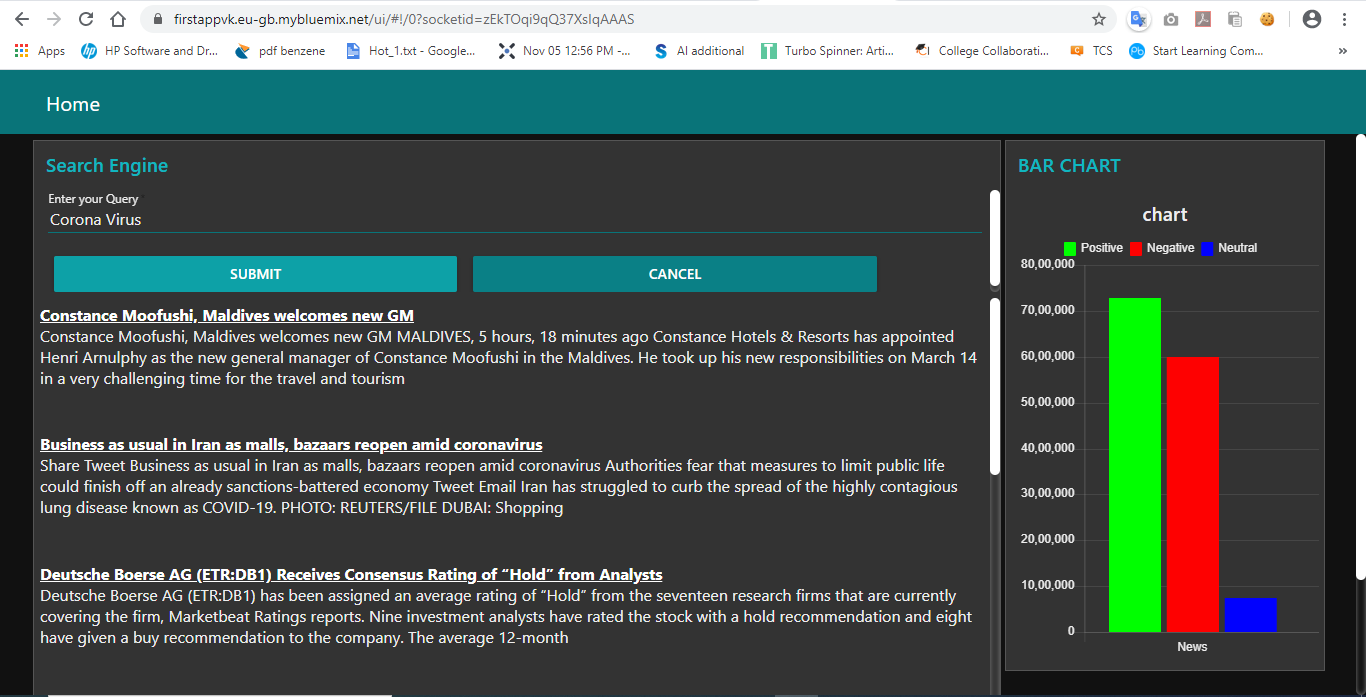 firstappvk.eu-gb.mybluemix.net/ui/#!/0?socketid=zEkTOqi9qQ37XsIqAAAS
Apps HP Software and Dr... pdf benzene Hot_1.txt - Google... Nov 05 12:56 PM -... AI additional Turbo Spinner: Arti... College Collaborati... TCS Start Learning Com... »
Home
Search Engine
Enter your Query
Corona Virus
SUBMIT CANCEL
Constance Moofushi, Maldives welcomes new GM
Constance Moofushi, Maldives welcomes new GM MALDIVES, 5 hours, 18 minutes ago Constance Hotels & Resorts has appointed
Henri Arnulphy as the new general manager of Constance Moofushi in the Maldives. He took up his new responsibilities on March 14
in a very challenging time for the travel and tourism
Business as usual in Iran as malls, bazaars reopen amid coronavirus
Share Tweet Business as usual in Iran as malls, bazaars reopen amid coronavirus Authorities fear that measures to limit public life
could finish off an already sanctions-battered economy Tweet Email Iran has struggled to curb the spread of the highly contagious
lung disease known as COVID-19. PHOTO: REUTERS/FILE DUBAI: Shopping
Deutsche Boerse AG (ETR:DB1) Receives Consensus Rating of “Hold” from Analysts
Deutsche Boerse AG (ETR:DB1) has been assigned an average rating of “Hold” from the seventeen research firms that are currently
covering the firm, Marketbeat Ratings reports. Nine investment analysts have rated the stock with a hold recommendation and eight
have given a buy recommendation to the company. The average 12-month
BAR CHART
chart
Positive Negative Neutral
80,00,000
70,00,000
60,00,000
50,00,000
40,00,000
30,00,000
20,00,000
10,00,000
0
News